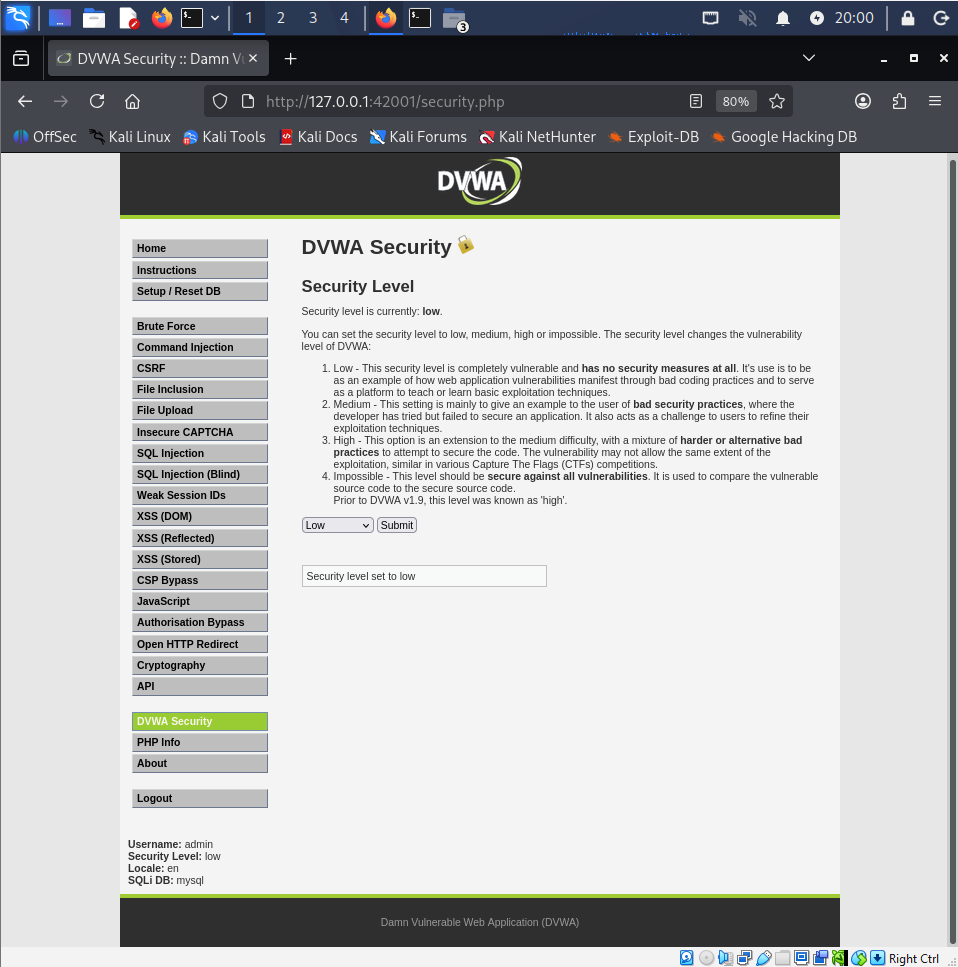 1 2 3 4 3 20:00
DVWA Security :: Damn Vu
http://127.0.0.1:42001/security.php 80%
OffSec Kali Linux Kali Tools Kali Docs Kali Forums Kali NetHunter Exploit-DB Google Hacking DB
DVWA
Home
Instructions
Setup / Reset DB
Brute Force
Command Injection
CSRF
File Inclusion
File Upload
Insecure CAPTCHA
SQL Injection
SQL Injection (Blind)
Weak Session IDs
XSS (DOM)
XSS (Reflected)
XSS (Stored)
CSP Bypass
JavaScript
Authorisation Bypass
Open HTTP Redirect
Cryptography
API
DVWA Security
PHP Info
About
Logout
Username: admin
Security Level: low
Locale: en
SQLi DB: mysql
DVWA Security
Security Level
Security level is currently: low.
You can set the security level to low, medium, high or impossible. The security level changes the vulnerability
level of DVWA:
1. Low - This security level is completely vulnerable and has no security measures at all. It's use is to be
as an example of how web application vulnerabilities manifest through bad coding practices and to serve
as a platform to teach or learn basic exploitation techniques.
2. Medium - This setting is mainly to give an example to the user of bad security practices, where the
developer has tried but failed to secure an application. It also acts as a challenge to users to refine their
exploitation techniques.
3. High - This option is an extension to the medium difficulty, with a mixture of harder or alternative bad
practices to attempt to secure the code. The vulnerability may not allow the same extent of the
exploitation, similar in various Capture The Flags (CTFs) competitions.
4. Impossible - This level should be secure against all vulnerabilities. It is used to compare the vulnerable
source code to the secure source code.
Prior to DVWA v1.9, this level was known as 'high'.
Low Submit
Security level set to low
Damn Vulnerable Web Application (DVWA)
Right Ctrl